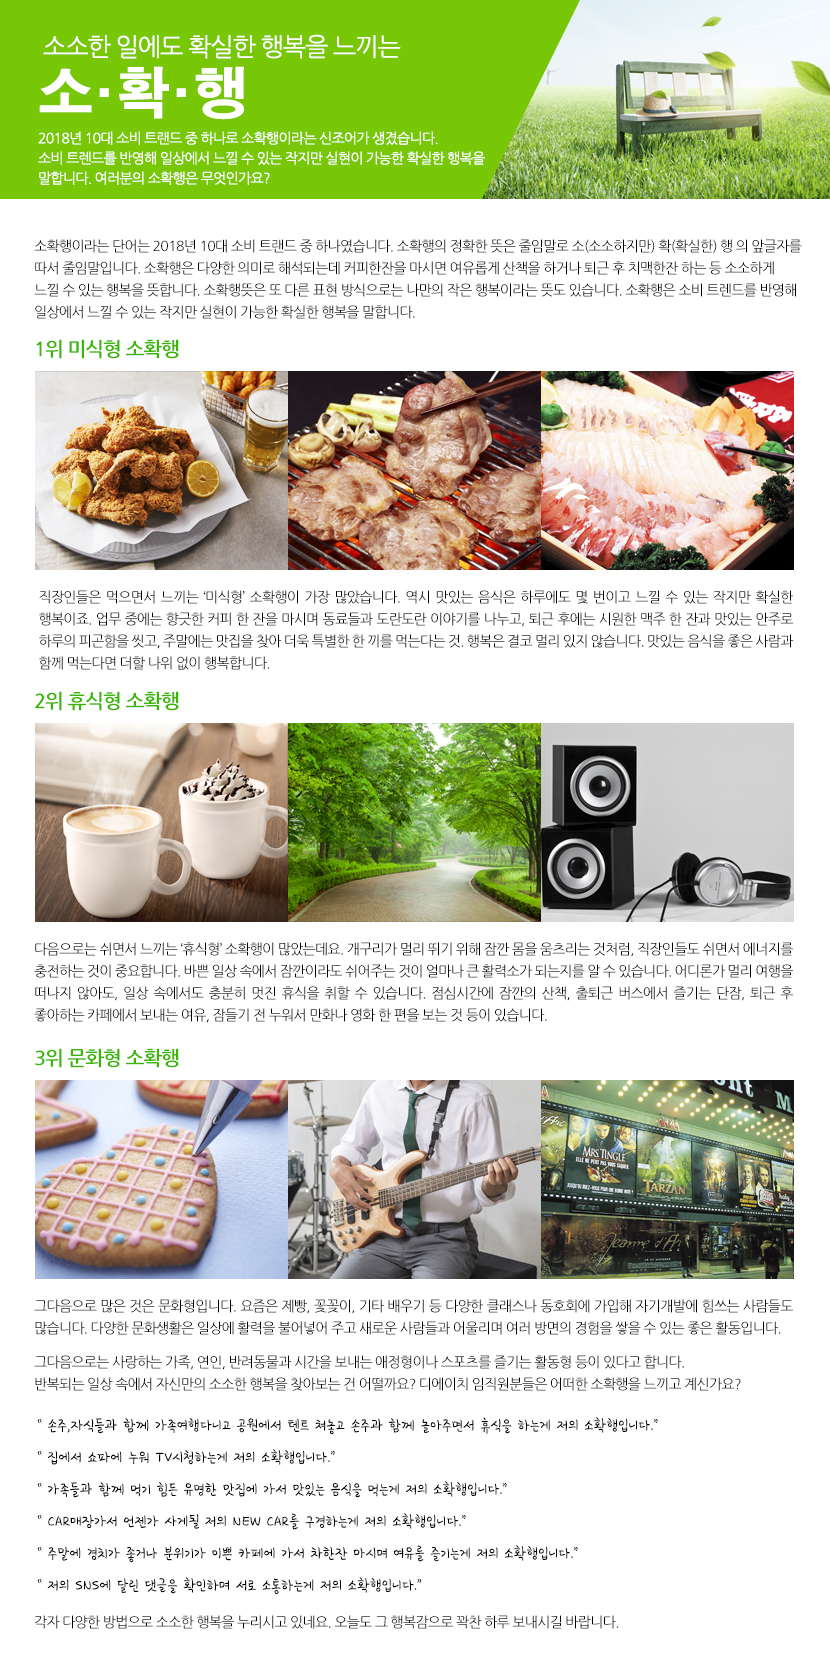 소소한 일에도 확실한 행복을 느끼는
소·확·행
2018년 10대 소비 트랜드 중 하나로 소확행이라는 신조어가 생겼습니다.
소비 트렌드를 반영해 일상에서 느낄 수 있는 작지만 실현이 가능한 확실한 행복을
말합니다. 여러분의 소확행은 무엇인가요?
소확행이라는 단어는 2018년 10대 소비 트랜드 중 하나였습니다. 소확행의 정확한 뜻은 줄임말로 소(소소하지만) 확(확실한) 행 의 앞글자를
따서 줄임말입니다. 소확행은 다양한 의미로 해석되는데 커피한잔을 마시면 여유롭게 산책을 하거나 퇴근 후 치맥한잔 하는 등 소소하게
느낄 수 있는 행복을 뜻합니다. 소확행뜻은 또 다른 표현 방식으로는 나만의 작은 행복이라는 뜻도 있습니다. 소확행은 소비 트렌드를 반영해
일상에서 느낄 수 있는 작지만 실현이 가능한 확실한 행복을 말합니다.
1위 미식형 소확행
직장인들은 먹으면서 느끼는 ‘미식형’ 소확행이 가장 많았습니다. 역시 맛있는 음식은 하루에도 몇 번이고 느낄 수 있는 작지만 확실한
행복이죠. 업무 중에는 향긋한 커피 한 잔을 마시며 동료들과 도란도란 이야기를 나누고, 퇴근 후에는 시원한 맥주 한 잔과 맛있는 안주로
하루의 피곤함을 씻고, 주말에는 맛집을 찾아 더욱 특별한 한 끼를 먹는다는 것. 행복은 결코 멀리 있지 않습니다. 맛있는 음식을 좋은 사람과
함께 먹는다면 더할 나위 없이 행복합니다.
2위 휴식형 소확행
다음으로는 쉬면서 느끼는 ‘휴식형’ 소확행이 많았는데요. 개구리가 멀리 뛰기 위해 잠깐 몸을 움츠리는 것처럼, 직장인들도 쉬면서 에너지를
충전하는 것이 중요합니다. 바쁜 일상 속에서 잠깐이라도 쉬어주는 것이 얼마나 큰 활력소가 되는지를 알 수 있습니다. 어디론가 멀리 여행을
떠나지 않아도, 일상 속에서도 충분히 멋진 휴식을 취할 수 있습니다. 점심시간에 잠깐의 산책, 출퇴근 버스에서 즐기는 단잠, 퇴근 후
좋아하는 카페에서 보내는 여유, 잠들기 전 누워서 만화나 영화 한 편을 보는 것 등이 있습니다.
3위 문화형 소확행
MRS. TINGLE
TARZAN
Jeanne d'Arc
그다음으로 많은 것은 문화형입니다. 요즘은 제빵, 꽃꽂이, 기타 배우기 등 다양한 클래스나 동호회에 가입해 자기개발에 힘쓰는 사람들도
많습니다. 다양한 문화생활은 일상에 활력을 불어넣어 주고 새로운 사람들과 어울리며 여러 방면의 경험을 쌓을 수 있는 좋은 활동입니다.
그다음으로는 사랑하는 가족, 연인, 반려동물과 시간을 보내는 애정형이나 스포츠를 즐기는 활동형 등이 있다고 합니다.
반복되는 일상 속에서 자신만의 소소한 행복을 찾아보는 건 어떨까요? 디에이치 임직원분들은 어떠한 소확행을 느끼고 계신가요?
“ 손주,자식들과 함께 가족여행다니고 공원에서 텐트 쳐놓고 손주과 함께 놀아주면서 휴식을 하는게 저의 소확행입니다.”
“ 집에서 쇼파에 누워 TV시청하는게 저의 소확행입니다.”
“ 가족들과 함께 먹기 힘든 유명한 맛집에 가서 맛있는 음식을 먹는게 저의 소확행입니다.”
“ CAR매장가서 언젠가 사게될 저의 NEW CAR를 구경하는게 저의 소확행입니다.”
“ 주말에 경치가 좋거나 분위기가 이쁜 카페에 가서 차한잔 마시며 여유를 즐기는게 저의 소확행입니다.”
“ 저의 SNS에 달린 댓글을 확인하며 서로 소통하는게 저의 소확행입니다.”
각자 다양한 방법으로 소소한 행복을 누리시고 있네요. 오늘도 그 행복감으로 꽉찬 하루 보내시길 바랍니다.